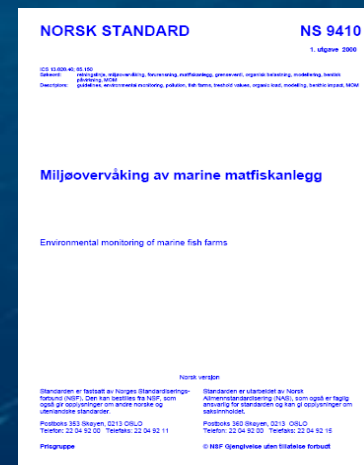 NORSK STANDARD NS 9410
1. utgave 2000
ICS 13.020.40; 65.150
Søkeord: retningslinje, miljøovervåking, forurensning, matfiskanlegg, grenseverdi, organisk belastning, modellering, bentisk
påvirkning, MOM
Descriptors: guidelines, environmental monitoring, pollution, fish farms, treshold values, organic load, modelling, benthic impact, MOM
Miljøovervåking av marine matfiskanlegg
Environmental monitoring of marine fish farms
Norsk versjon
Standarden er fastsatt av Norges Standardiserings-
forbund (NSF). Den kan bestilles fra NSF, som
også gir opplysninger om andre norske og
utenlandske standarder.
Postboks 353 Skøyen, 0213 OSLO
Telefon: 22 04 92 00 Telefaks: 22 04 92 11
Prisgruppe
Standarden er utarbeidet av Norsk
Allmennstandardisering (NAS), som også er faglig
ansvarlig for standarden og kan gi opplysninger om
saksinnholdet.
Postboks 360 Skøyen, 0213 OSLO
Telefon: 22 04 92 00 Telefaks: 22 04 92 15
© NSF Gjengivelse uten tillatelse forbudt